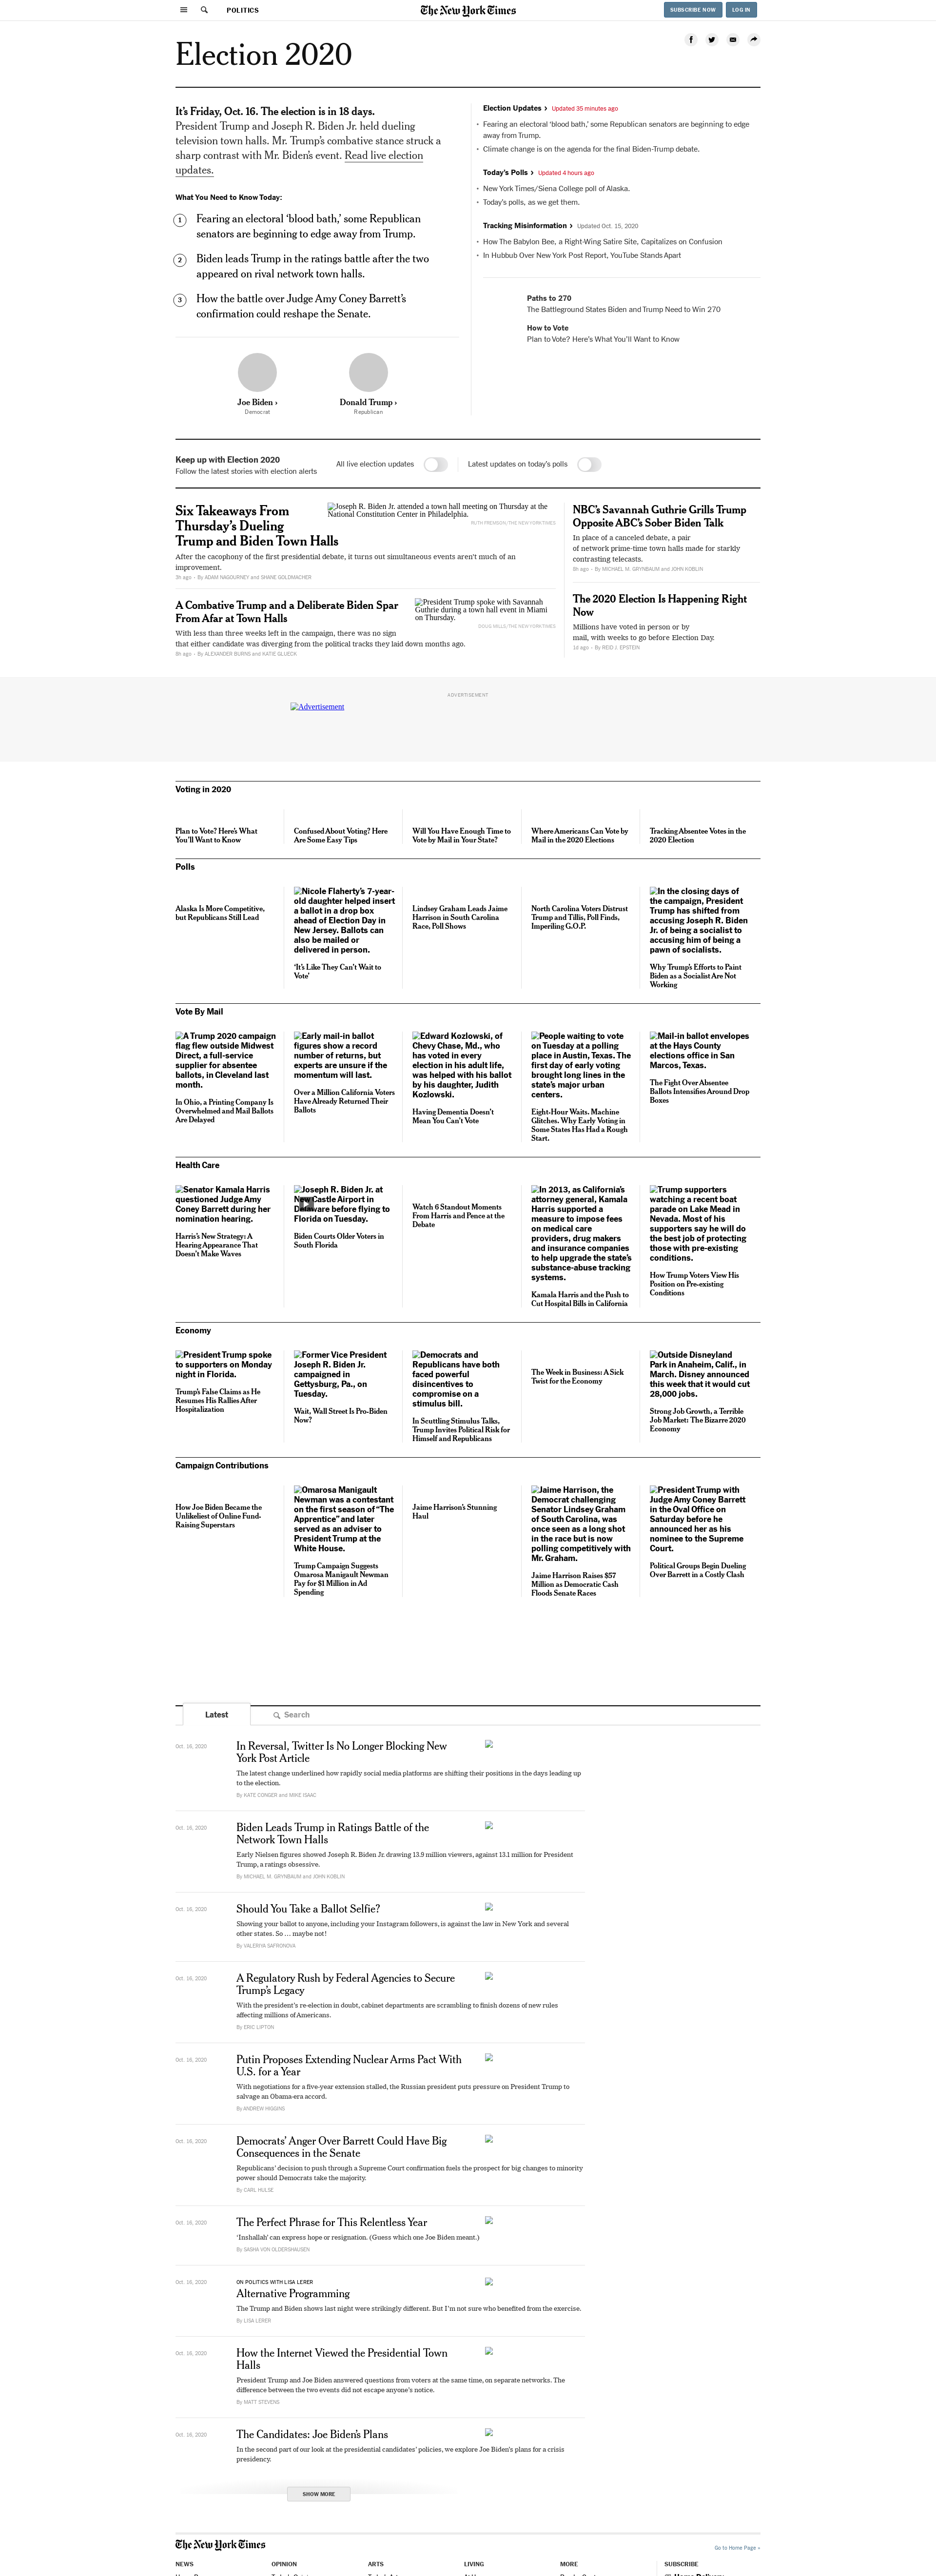 POLITICS
The New York Times
SUBSCRIBE NOW
LOG IN
Election 2020
It's Friday, Oct. 16. The election is in 18 days.
President Trump and Joseph R. Biden Jr. held dueling
television town halls. Mr. Trump's combative stance struck a
sharp contrast with Mr. Biden's event. Read live election
updates.
What You Need to Know Today:
1
Fearing an electoral 'blood bath,' some Republican
senators are beginning to edge away from Trump.
2
Biden leads Trump in the ratings battle after the two
appeared on rival network town halls.
3
How the battle over Judge Amy Coney Barrett's
confirmation could reshape the Senate.
Joe Biden ›
Democrat
Donald Trump ›
Republican
Election Updates › Updated 35 minutes ago
• Fearing an electoral 'blood bath,' some Republican senators are beginning to edge
away from Trump.
• Climate change is on the agenda for the final Biden-Trump debate.
Today's Polls › Updated 4 hours ago
• New York Times/Siena College poll of Alaska.
• Today's polls, as we get them.
Tracking Misinformation › Updated Oct. 15, 2020
• How The Babylon Bee, a Right-Wing Satire Site, Capitalizes on Confusion
• In Hubbub Over New York Post Report, YouTube Stands Apart
Paths to 270
The Battleground States Biden and Trump Need to Win 270
How to Vote
Plan to Vote? Here's What You'll Want to Know
Keep up with Election 2020
Follow the latest stories with election alerts
All live election updates
Latest updates on today's polls
Six Takeaways From
Thursday's Dueling
Trump and Biden Town Halls
Joseph R. Biden Jr. attended a town hall meeting on Thursday at the
National Constitution Center in Philadelphia.
RUTH FREMSON/THE NEW YORK TIMES
After the cacophony of the first presidential debate, it turns out simultaneous events aren't much of an
improvement.
3h ago - By ADAM NAGOURNEY and SHANE GOLDMACHER
A Combative Trump and a Deliberate Biden Spar
From Afar at Town Halls
President Trump spoke with Savannah
Guthrie during a town hall event in Miami
on Thursday.
DOUG MILLS/THE NEW YORK TIMES
With less than three weeks left in the campaign, there was no sign
that either candidate was diverging from the political tracks they laid down months ago.
8h ago - By ALEXANDER BURNS and KATIE GLUECK
NBC's Savannah Guthrie Grills Trump
Opposite ABC's Sober Biden Talk
In place of a canceled debate, a pair
of network prime-time town halls made for starkly
contrasting telecasts.
9h ago - By MICHAEL M. GRYNBAUM and JOHN KOBLIN
The 2020 Election Is Happening Right
Now
Millions have voted in person or by
mail, with weeks to go before Election Day.
1d ago - By REID J. EPSTEIN
ADVERTISEMENT
Advertisement
Voting in 2020
Plan to Vote? Here's What
You'll Want to Know
Confused About Voting? Here
Are Some Easy Tips
Will You Have Enough Time to
Vote by Mail in Your State?
Where Americans Can Vote by
Mail in the 2020 Elections
Tracking Absentee Votes in the
2020 Election
Polls
Alaska Is More Competitive,
but Republicans Still Lead
Nicole Flaherty's 7-year-
old daughter helped insert
a ballot in a drop box
ahead of Election Day in
New Jersey. Ballots can
also be mailed or
delivered in person.
'It's Like They Can't Wait to
Vote'
Lindsey Graham Leads Jaime
Harrison in South Carolina
Race, Poll Shows
North Carolina Voters Distrust
Trump and Tillis, Poll Finds,
Imperiling G.O.P.
In the closing days of
the campaign, President
Trump has shifted from
accusing Joseph R. Biden
Jr. of being a socialist to
accusing him of being a
pawn of socialists.
Why Trump's Efforts to Paint
Biden as a Socialist Are Not
Working
Vote By Mail
A Trump 2020 campaign
flag flew outside Midwest
Direct, a full-service
supplier for absentee
ballots, in Cleveland last
month.
In Ohio, a Printing Company Is
Overwhelmed and Mail Ballots
Are Delayed
Early mail-in ballot
figures show a record
number of returns, but
experts are unsure if the
momentum will last.
Over a Million California Voters
Have Already Returned Their
Ballots
Edward Kozlowski, of
Chevy Chase, Md., who
has voted in every
election in his adult life,
was helped with his ballot
by his daughter, Judith
Kozlowski.
Having Dementia Doesn't
Mean You Can't Vote
People waiting to vote
on Tuesday at a polling
place in Austin, Texas. The
first day of early voting
brought long lines in the
state's major urban
centers.
Eight-Hour Waits. Machine
Glitches. Why Early Voting in
Some States Has Had a Rough
Start.
Mail-in ballot envelopes
at the Hays County
elections office in San
Marcos, Texas.
The Fight Over Absentee
Ballots Intensifies Around Drop
Boxes
Health Care
Senator Kamala Harris
questioned Judge Amy
Coney Barrett during her
nomination hearing.
Harris's New Strategy: A
Hearing Appearance That
Doesn't Make Waves
Joseph R. Biden Jr. at
New Castle Airport in
Delaware before flying to
Florida on Tuesday.
Biden Courts Older Voters in
South Florida
Watch 6 Standout Moments
From Harris and Pence at the
Debate
In 2013, as California's
attorney general, Kamala
Harris supported a
measure to impose fees
on medical care
providers, drug makers
and insurance companies
to help upgrade the state's
substance-abuse tracking
systems.
Kamala Harris and the Push to
Cut Hospital Bills in California
Trump supporters
watching a recent boat
parade on Lake Mead in
Nevada. Most of his
supporters say he will do
the best job of protecting
those with pre-existing
conditions.
How Trump Voters View His
Position on Pre-existing
Conditions
Economy
President Trump spoke
to supporters on Monday
night in Florida.
Trump's False Claims as He
Resumes His Rallies After
Hospitalization
Former Vice President
Joseph R. Biden Jr.
campaigned in
Gettysburg, Pa., on
Tuesday.
Wait, Wall Street Is Pro-Biden
Now?
Democrats and
Republicans have both
faced powerful
disincentives to
compromise on a
stimulus bill.
In Scuttling Stimulus Talks,
Trump Invites Political Risk for
Himself and Republicans
The Week in Business: A Sick
Twist for the Economy
Outside Disneyland
Park in Anaheim, Calif., in
March. Disney announced
this week that it would cut
28,000 jobs.
Strong Job Growth, a Terrible
Job Market: The Bizarre 2020
Economy
Campaign Contributions
How Joe Biden Became the
Unlikeliest of Online Fund-
Raising Superstars
Omarosa Manigault
Newman was a contestant
on the first season of "The
Apprentice" and later
served as an adviser to
President Trump at the
White House.
Trump Campaign Suggests
Omarosa Manigault Newman
Pay for $1 Million in Ad
Spending
Jaime Harrison's Stunning
Haul
Jaime Harrison, the
Democrat challenging
Senator Lindsey Graham
of South Carolina, was
once seen as a long shot
in the race but is now
polling competitively with
Mr. Graham.
Jaime Harrison Raises $57
Million as Democratic Cash
Floods Senate Races
President Trump with
Judge Amy Coney Barrett
in the Oval Office on
Saturday before he
announced her as his
nominee to the Supreme
Court.
Political Groups Begin Dueling
Over Barrett in a Costly Clash
Latest
Search
Oct. 16, 2020
In Reversal, Twitter Is No Longer Blocking New
York Post Article
The latest change underlined how rapidly social media platforms are shifting their positions in the days leading up
to the election.
By KATE CONGER and MIKE ISAAC
Oct. 16, 2020
Biden Leads Trump in Ratings Battle of the
Network Town Halls
Early Nielsen figures showed Joseph R. Biden Jr. drawing 13.9 million viewers, against 13.1 million for President
Trump, a ratings obsessive.
By MICHAEL M. GRYNBAUM and JOHN KOBLIN
Oct. 16, 2020
Should You Take a Ballot Selfie?
Showing your ballot to anyone, including your Instagram followers, is against the law in New York and several
other states. So … maybe not!
By VALERIYA SAFRONOVA
Oct. 16, 2020
A Regulatory Rush by Federal Agencies to Secure
Trump's Legacy
With the president's re-election in doubt, cabinet departments are scrambling to finish dozens of new rules
affecting millions of Americans.
By ERIC LIPTON
Oct. 16, 2020
Putin Proposes Extending Nuclear Arms Pact With
U.S. for a Year
With negotiations for a five-year extension stalled, the Russian president puts pressure on President Trump to
salvage an Obama-era accord.
By ANDREW HIGGINS
Oct. 16, 2020
Democrats' Anger Over Barrett Could Have Big
Consequences in the Senate
Republicans' decision to push through a Supreme Court confirmation fuels the prospect for big changes to minority
power should Democrats take the majority.
By CARL HULSE
Oct. 16, 2020
The Perfect Phrase for This Relentless Year
'Inshallah' can express hope or resignation. (Guess which one Joe Biden meant.)
By SASHA VON OLDERSHAUSEN
Oct. 16, 2020
ON POLITICS WITH LISA LERER
Alternative Programming
The Trump and Biden shows last night were strikingly different. But I'm not sure who benefited from the exercise.
By LISA LERER
Oct. 16, 2020
How the Internet Viewed the Presidential Town
Halls
President Trump and Joe Biden answered questions from voters at the same time, on separate networks. The
difference between the two events did not escape anyone's notice.
By MATT STEVENS
Oct. 16, 2020
The Candidates: Joe Biden's Plans
In the second part of our look at the presidential candidates' policies, we explore Joe Biden's plans for a crisis
presidency.
SHOW MORE
The New York Times
Go to Home Page »
NEWS
OPINION
ARTS
LIVING
MORE
SUBSCRIBE